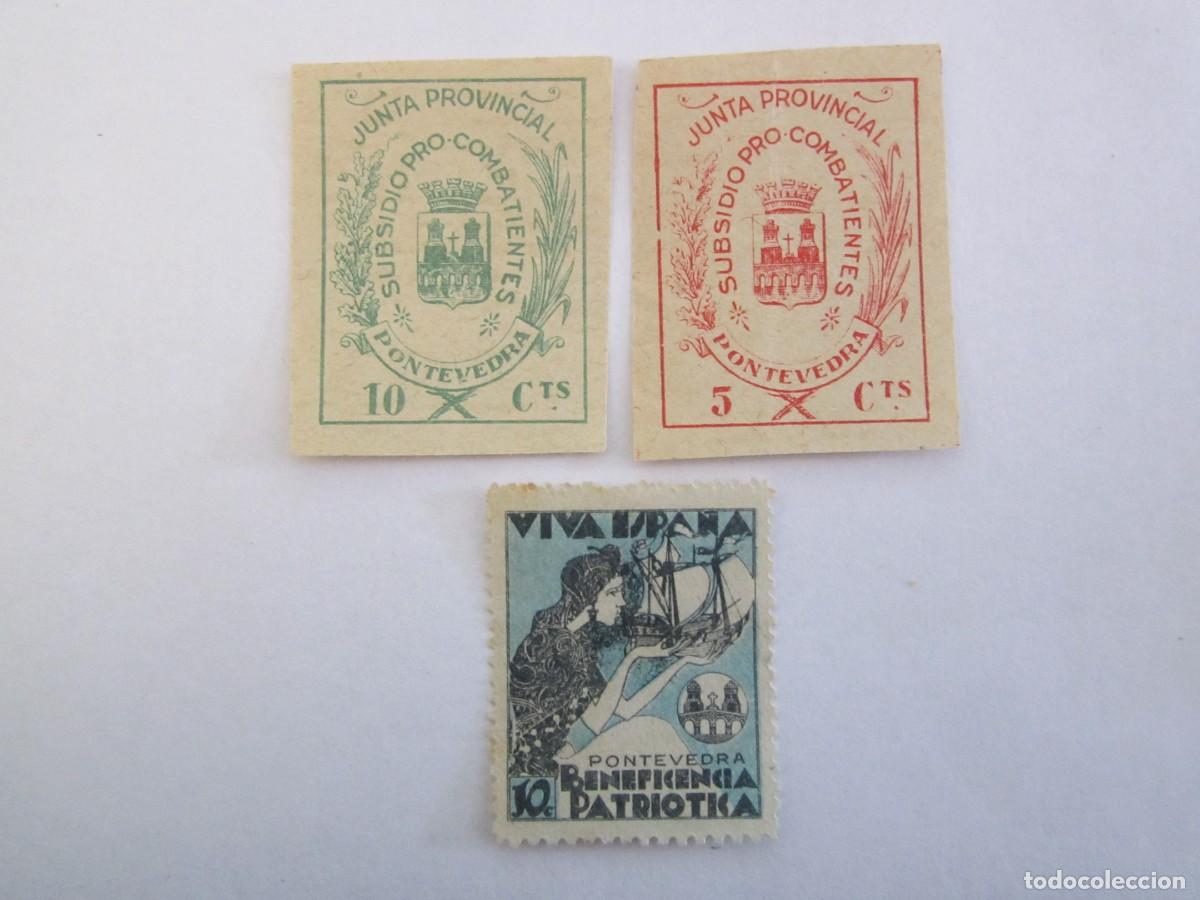 JUNTA PROVINCIAL
SUBSIDIO PRO-COMBATIENTES
PONTEVEDRA
10 CTS.
JUNTA PROVINCIAL
SUBSIDIO PRO-COMBATIENTES
PONTEVEDRA
5 CTS.
VIVA ESPAÑA
PONTEVEDRA
BENEFICENCIA
10c PATRIOTICA
todocoleccion